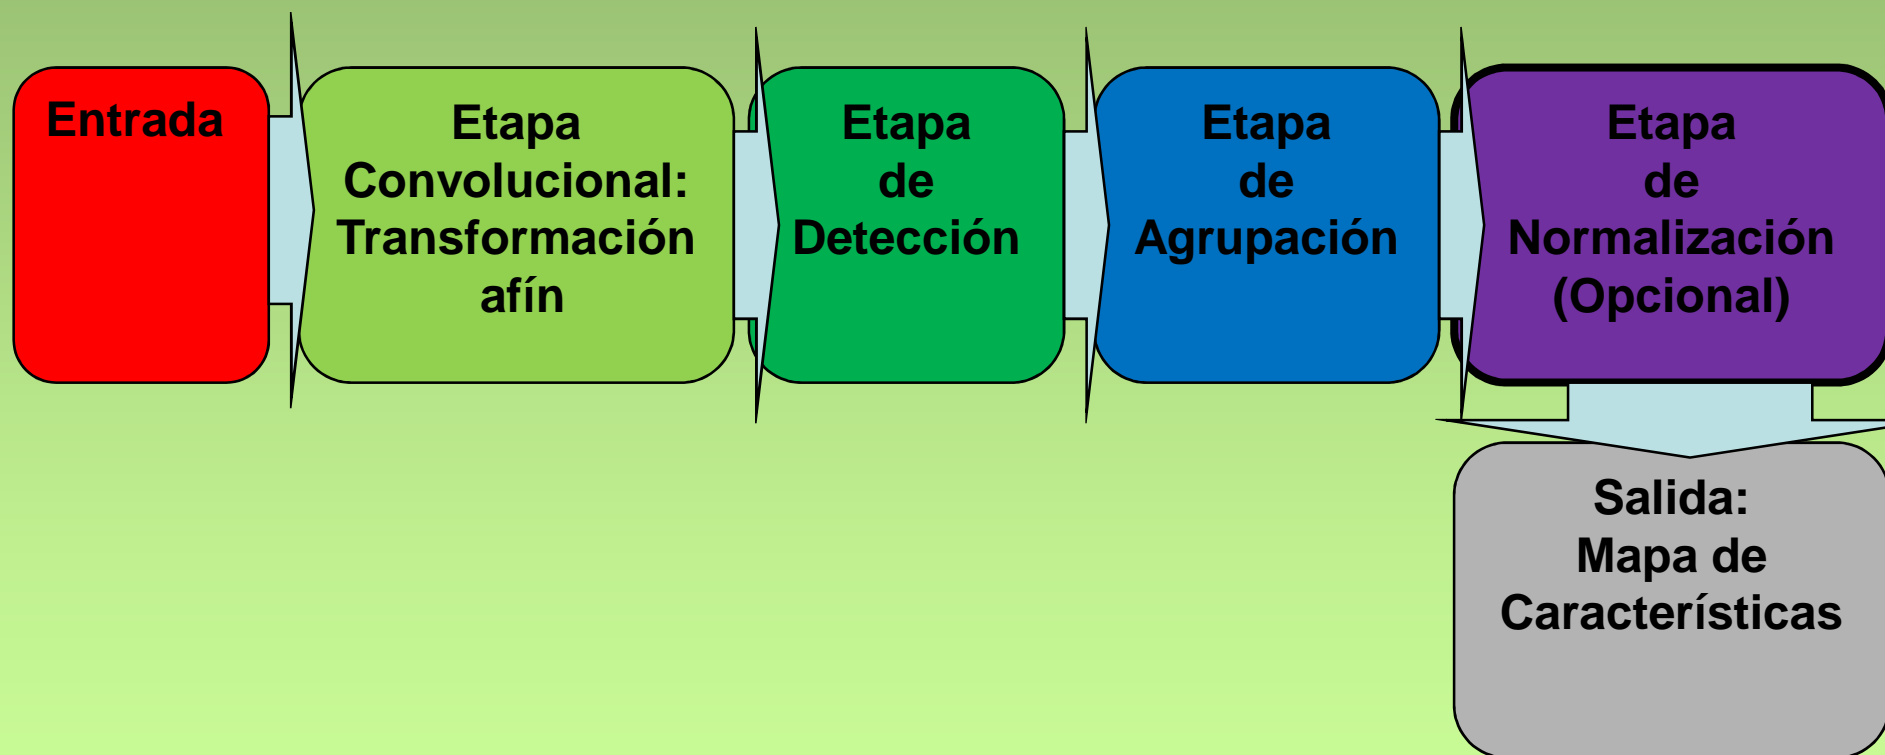 Entrada
Etapa
Convolucional:
Transformación
afín
Etapa
de
Detección
Etapa
de
Agrupación
Etapa
de
Normalización
(Opcional)
Salida:
Mapa de
Características